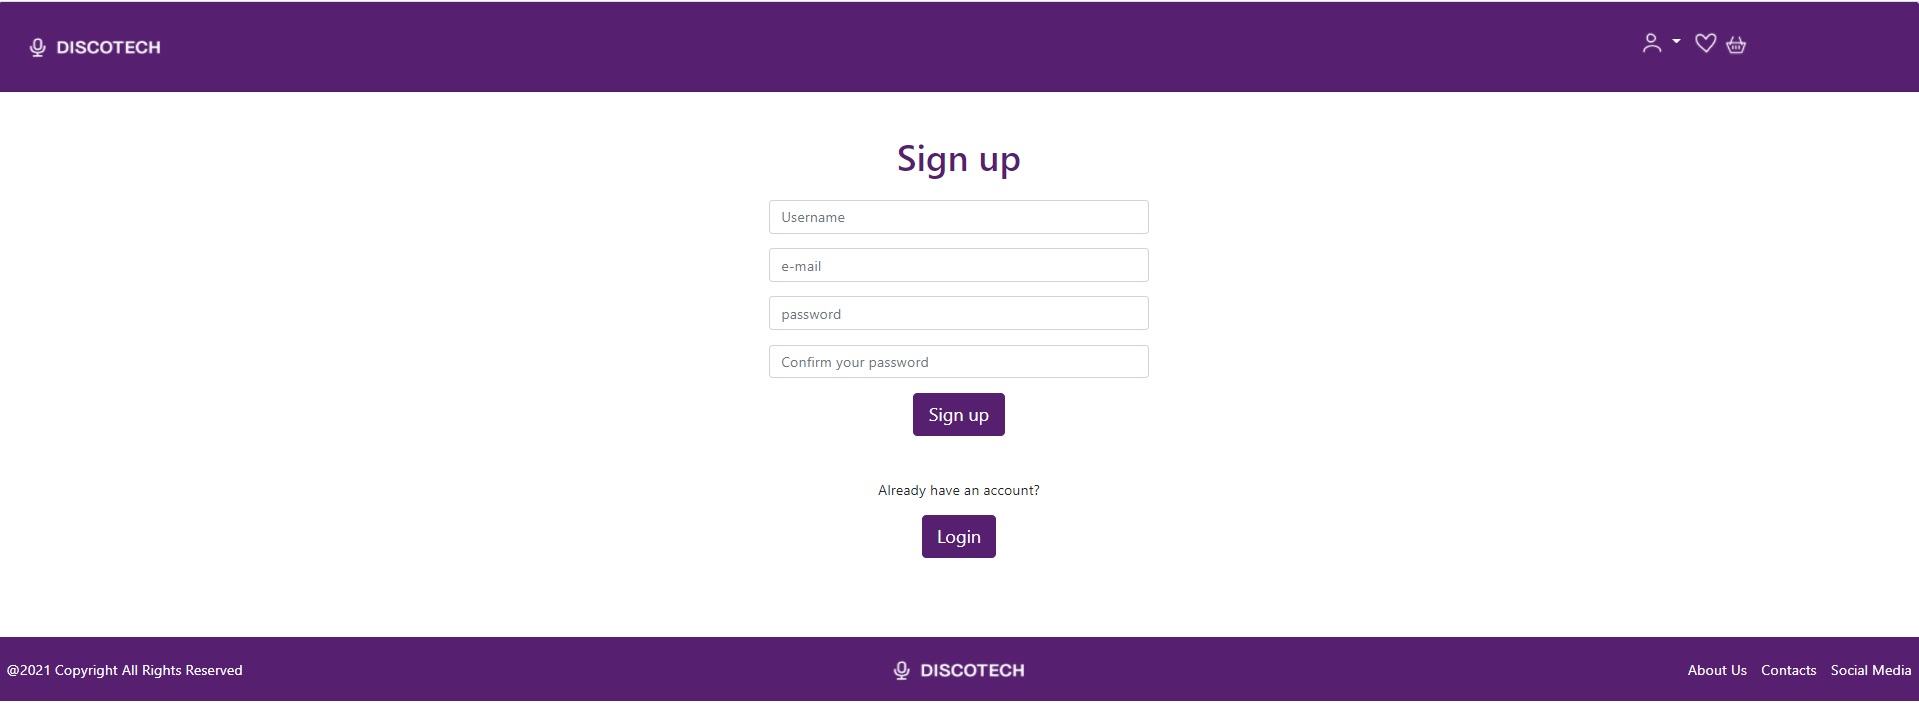 DISCOTECH
Sign up
Username
e-mail
password
Confirm your password
Sign up
Already have an account?
Login
@2021 Copyright All Rights Reserved
DISCOTECH
About Us Contacts Social Media